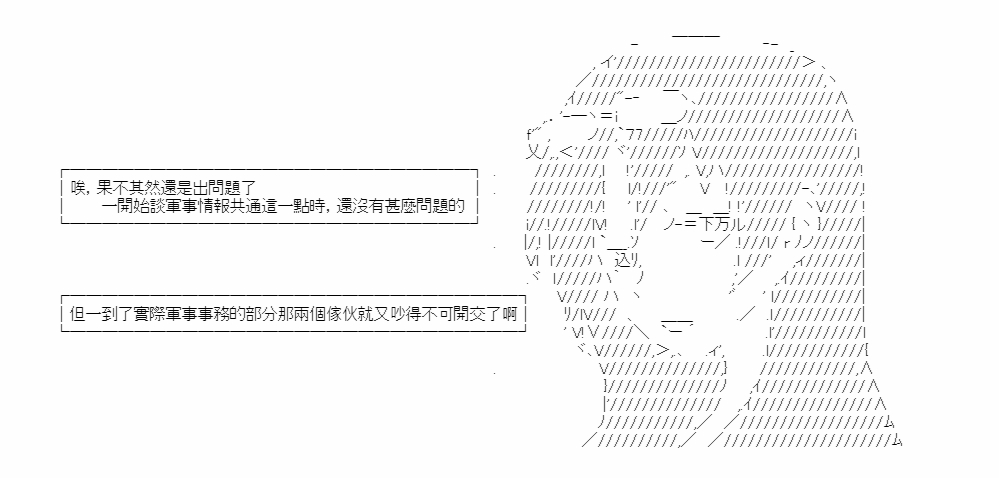 唉，果不其然還是出問題了
一開始談軍事情報共通這一點時，還沒有甚麼問題的
但一到了實際軍事事務的部分那兩個傢伙就又吵得不可開交了啊